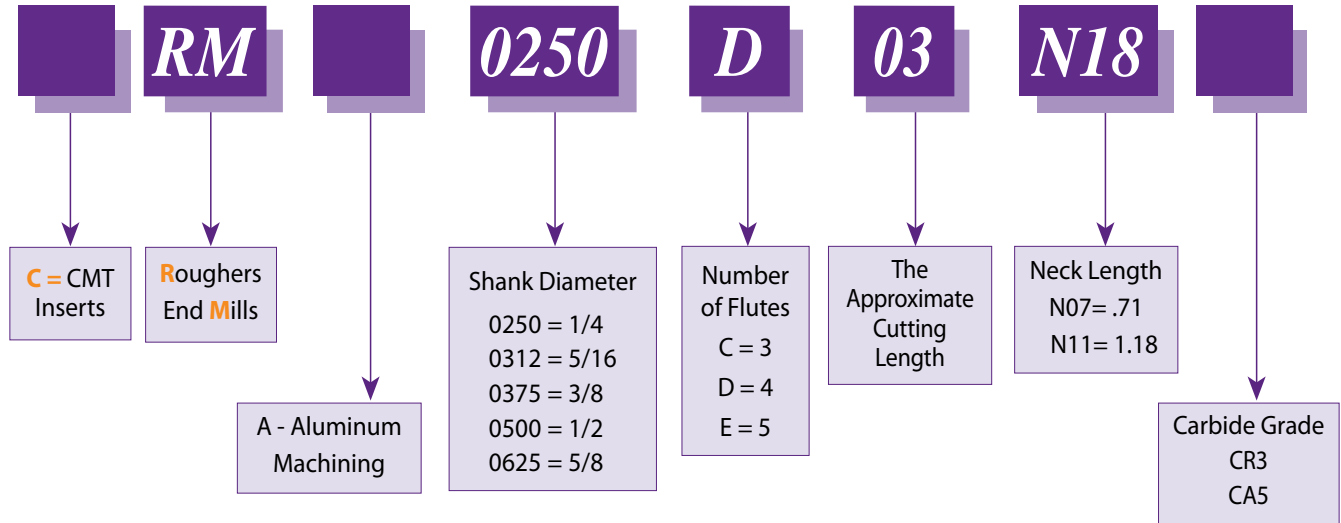 RM 0250 D 03 N18
C = CMT
Inserts
Roughers
End Mills
A - Aluminum
Machining
Shank Diameter
0250 = 1/4
0312 = 5/16
0375 = 3/8
0500 = 1/2
0625 = 5/8
Number
of Flutes
C = 3
D = 4
E = 5
The
Approximate
Cutting
Length
Neck Length
N07= .71
N11= 1.18
Carbide Grade
CR3
CA5